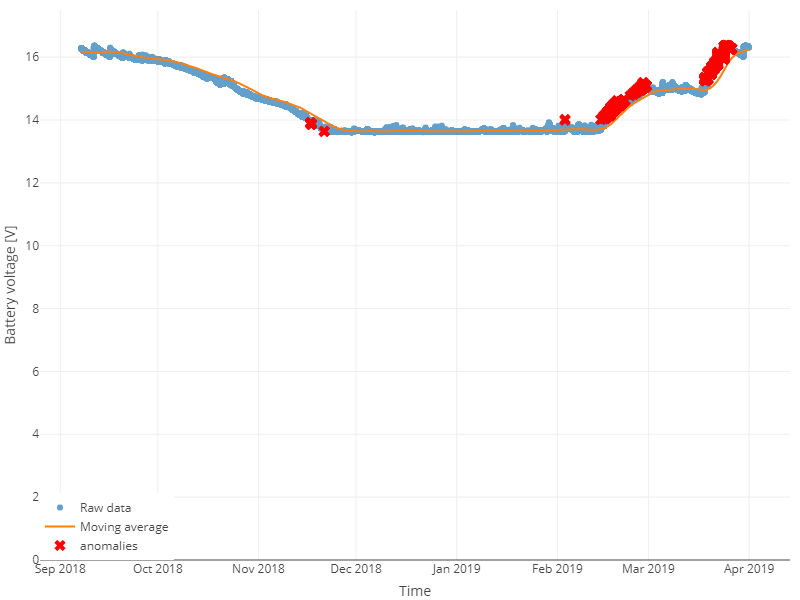 16
14
12
10
8
6
4
2
0
Battery voltage [V]
Raw data
Moving average
anomalies
Sep 2018 Oct 2018 Nov 2018 Dec 2018 Jan 2019 Feb 2019 Mar 2019 Apr 2019
Time